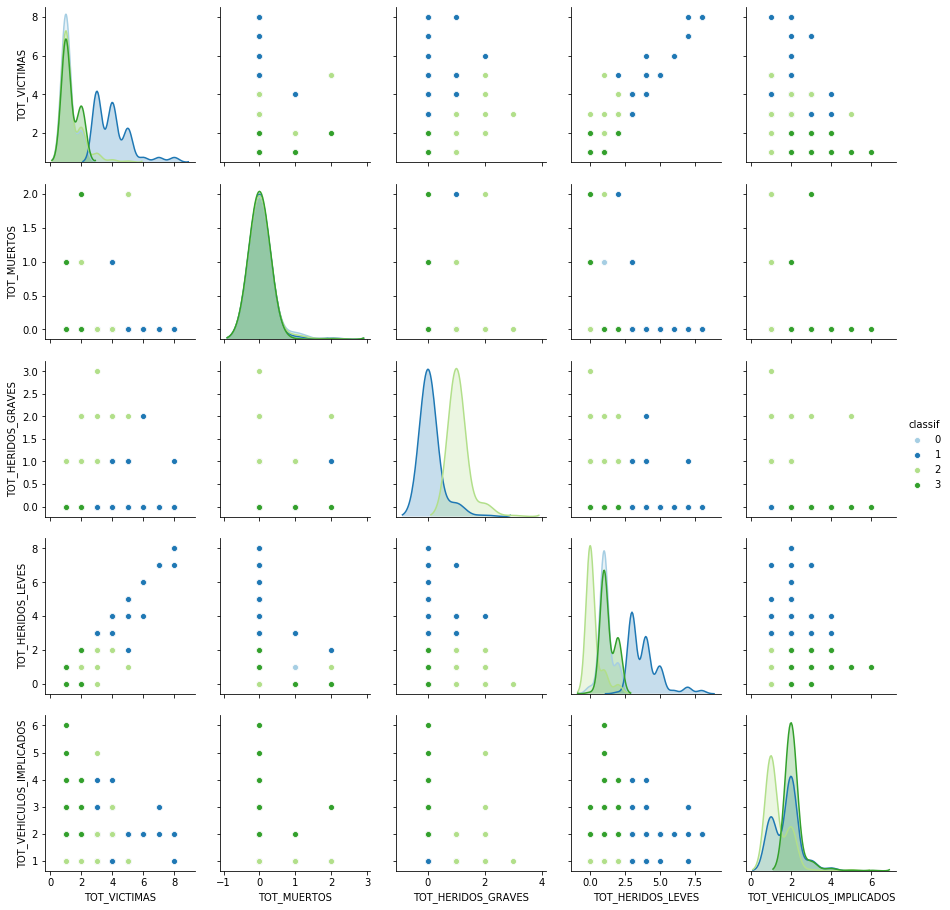 8
6
4
2
TOT_VICTIMAS
2.0
1.5
1.0
0.5
0.0
TOT_MUERTOS
3.0
2.5
2.0
1.5
1.0
0.5
0.0
TOT_HERIDOS_GRAVES
classif
0
1
2
3
8
6
4
2
0
TOT_HERIDOS_LEVES
6
5
4
3
2
1
TOT_VEHICULOS_IMPLICADOS
0 2 4 6 8
−1 0 1 2 3
0 2 4
0.0 2.5 5.0 7.5
0 2 4 6
TOT_VICTIMAS
TOT_MUERTOS
TOT_HERIDOS_GRAVES
TOT_HERIDOS_LEVES
TOT_VEHICULOS_IMPLICADOS